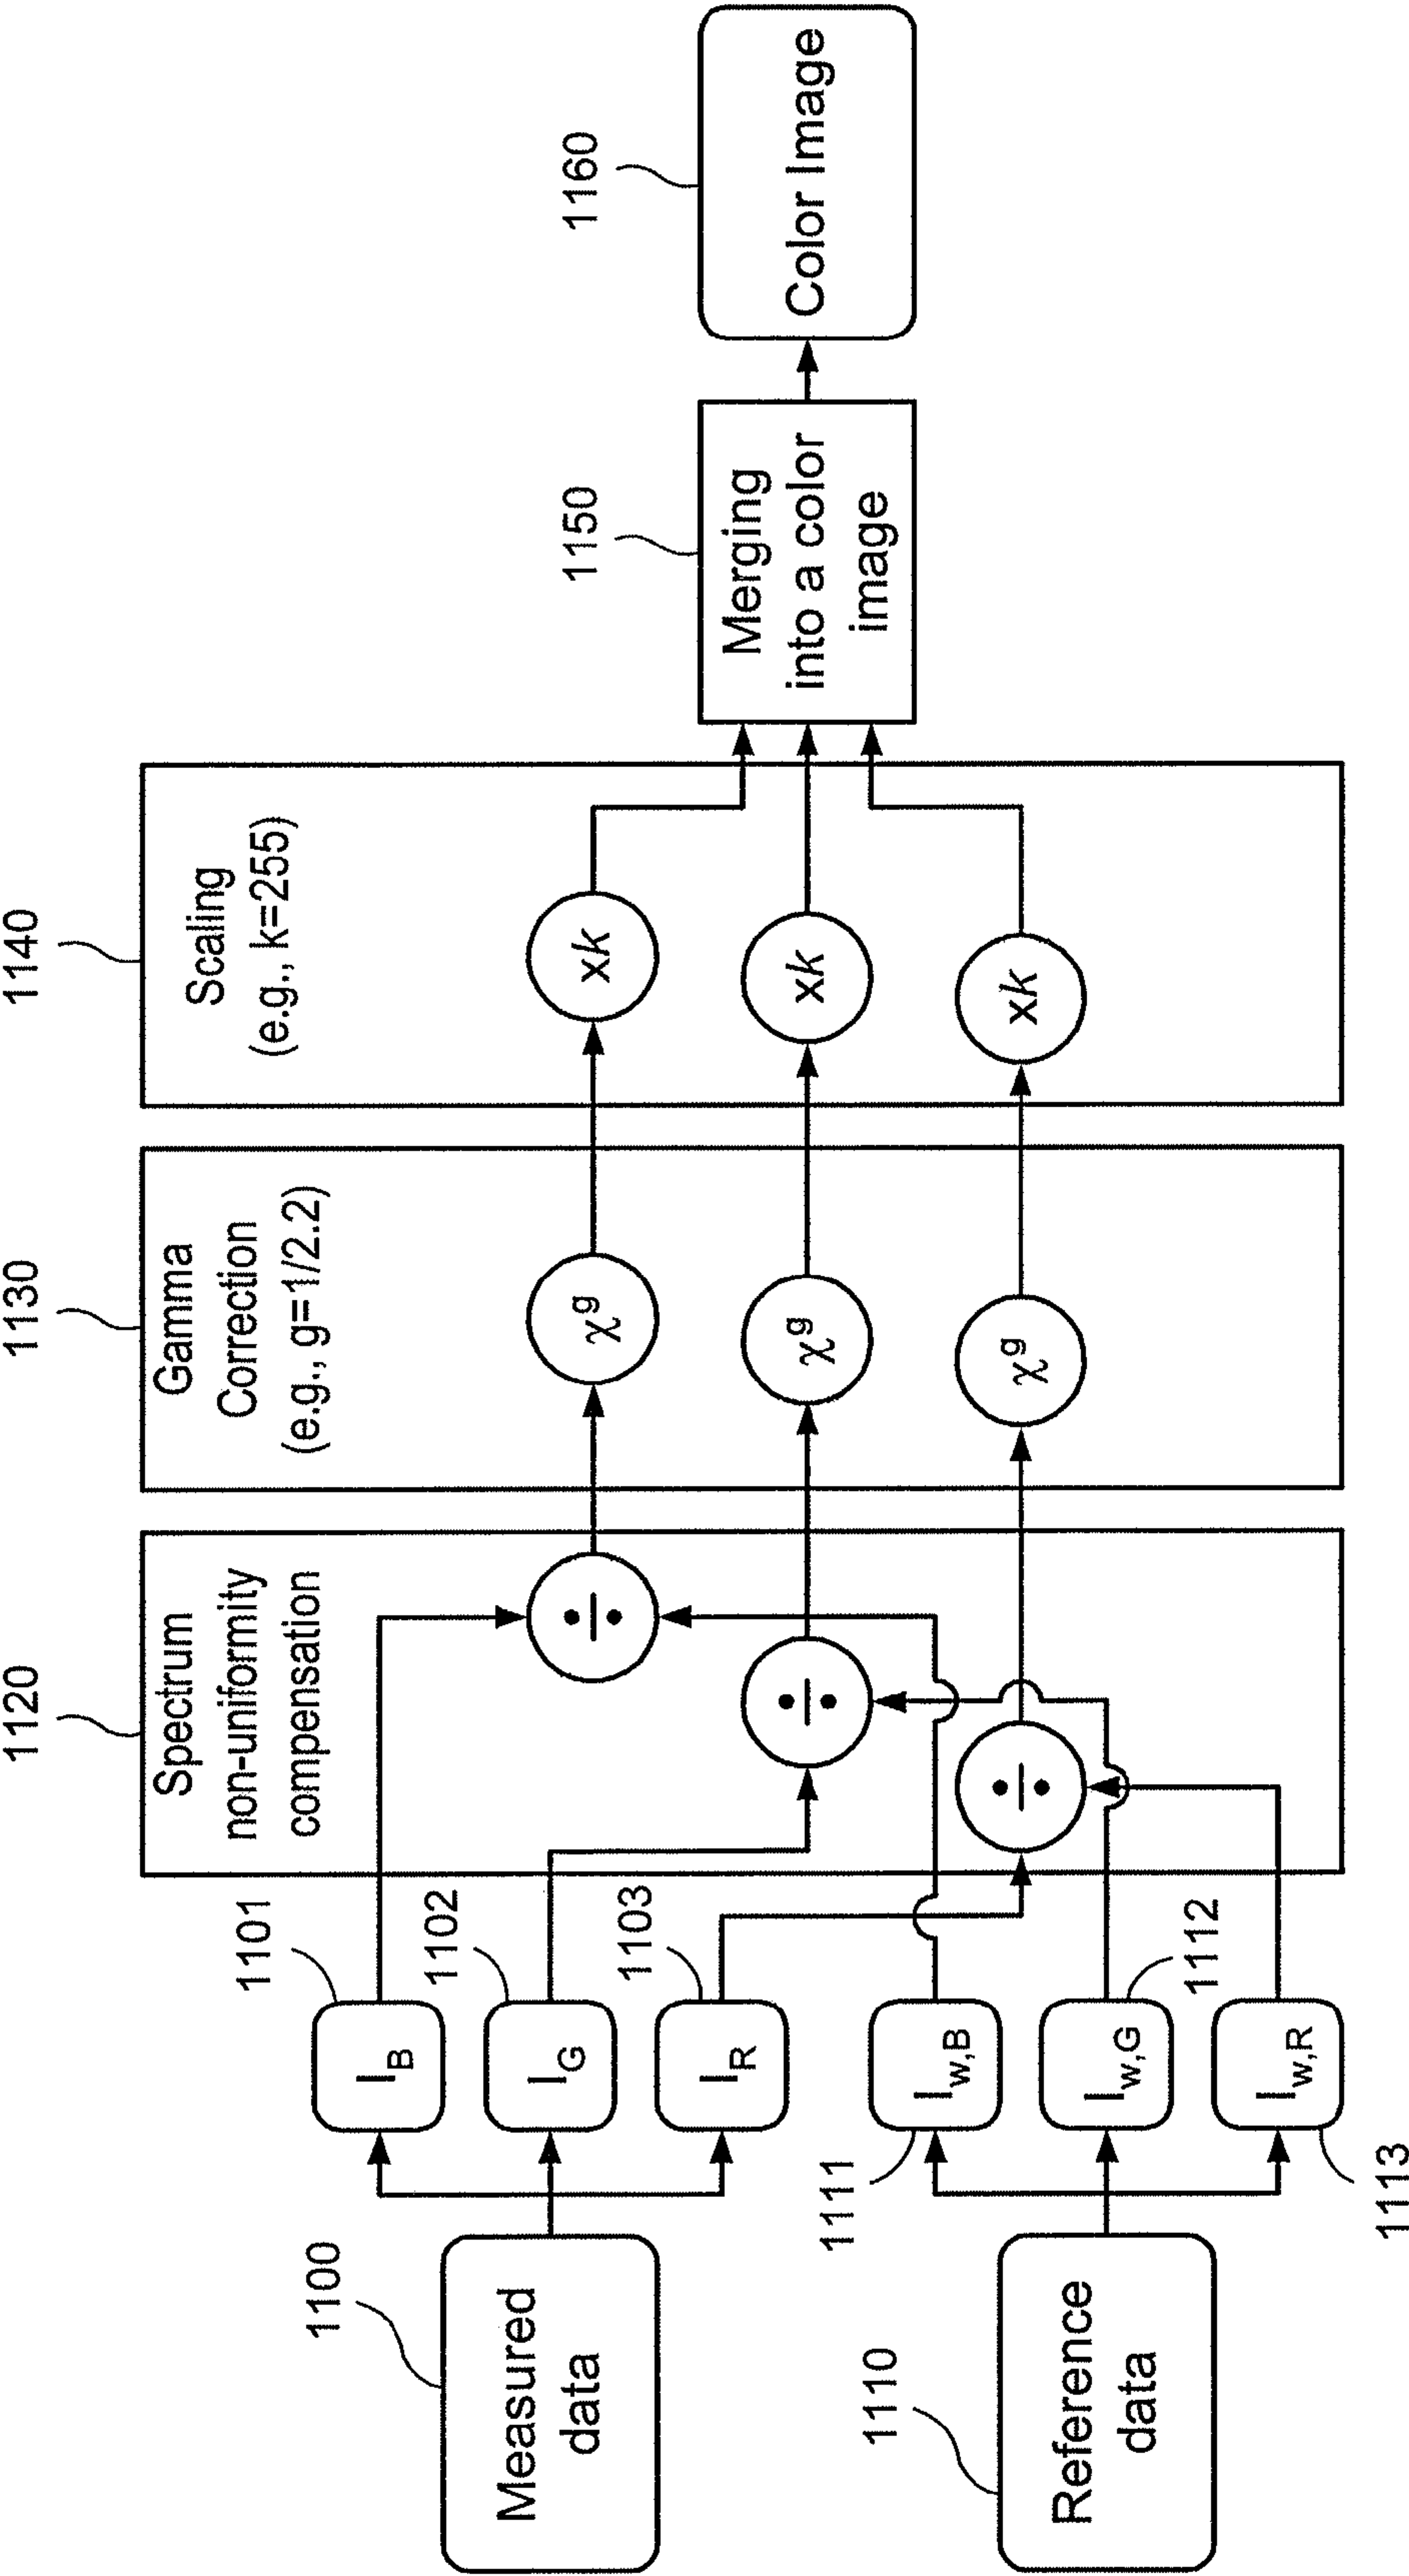 1100
Measured
data
1110
Reference
data
1101
I_B
1102
I_G
1103
I_R
1111
I_w,B
1112
I_w,G
1113
I_w,R
1120
Spectrum
non-uniformity
compensation
÷
÷
÷
1130
Gamma
Correction
(e.g., g=1/2.2)
χ^g
χ^g
χ^g
1140
Scaling
(e.g., k=255)
xk
xk
xk
1150
Merging
into a color
image
1160
Color Image